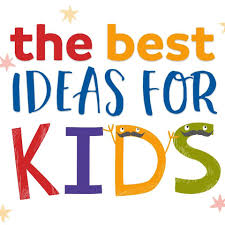 the best
IDEAS FOR
KIDS